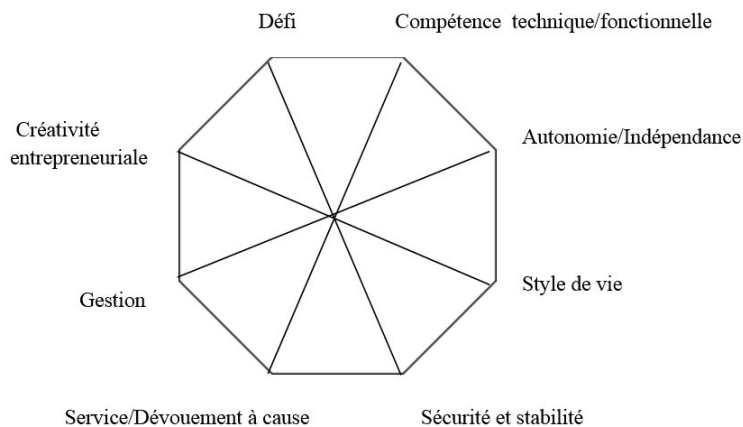 Défi
Compétence technique/fonctionnelle
Créativité
entrepreneuriale
Autonomie/Indépendance
Gestion
Style de vie
Service/Dévouement à cause
Sécurité et stabilité